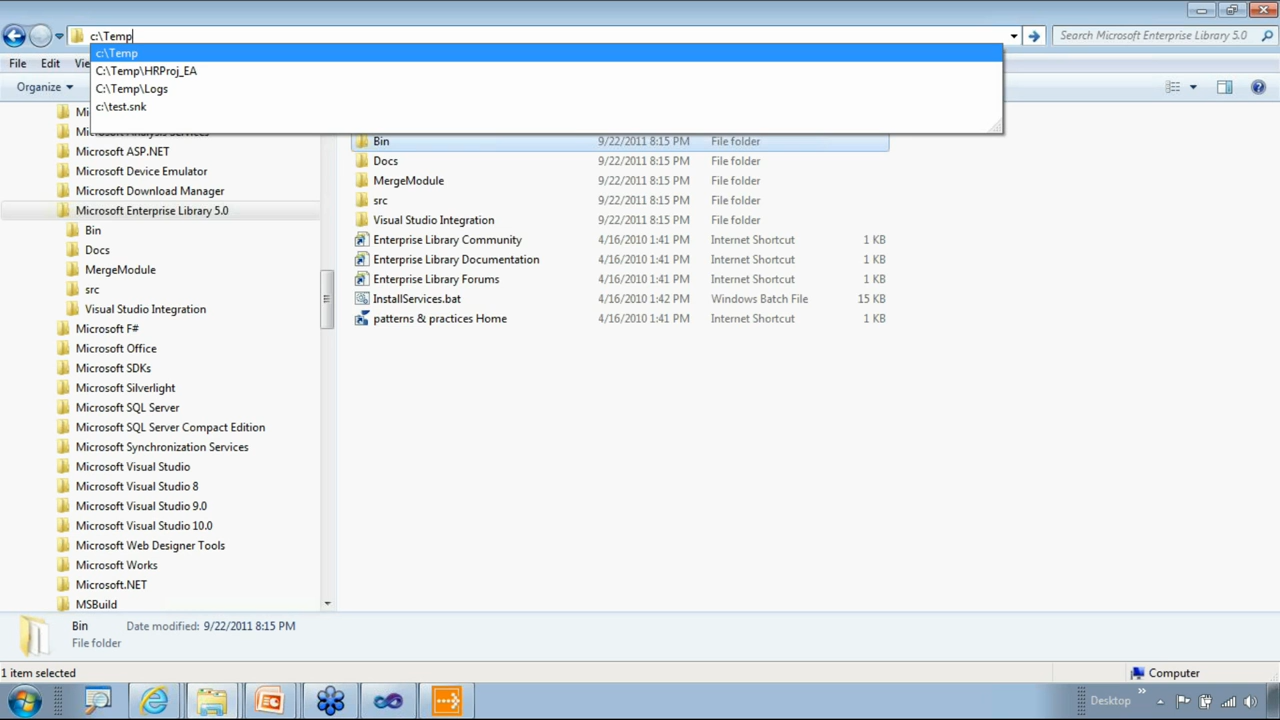 c:\Temp
Search Microsoft Enterprise Library 5.0
c:\Temp
C:\Temp\HRProj_EA
C:\Temp\Logs
c:\test.snk
File Edit
Organize
Microsoft ASP.NET
Microsoft Device Emulator
Microsoft Download Manager
Microsoft Enterprise Library 5.0
Bin
Docs
MergeModule
src
Visual Studio Integration
Microsoft F#
Microsoft Office
Microsoft SDKs
Microsoft Silverlight
Microsoft SQL Server
Microsoft SQL Server Compact Edition
Microsoft Synchronization Services
Microsoft Visual Studio
Microsoft Visual Studio 8
Microsoft Visual Studio 9.0
Microsoft Visual Studio 10.0
Microsoft Web Designer Tools
Microsoft Works
Microsoft.NET
MSBuild
Bin 9/22/2011 8:15 PM File folder
Docs 9/22/2011 8:15 PM File folder
MergeModule 9/22/2011 8:15 PM File folder
src 9/22/2011 8:15 PM File folder
Visual Studio Integration 9/22/2011 8:15 PM File folder
Enterprise Library Community 4/16/2010 1:41 PM Internet Shortcut 1 KB
Enterprise Library Documentation 4/16/2010 1:41 PM Internet Shortcut 1 KB
Enterprise Library Forums 4/16/2010 1:41 PM Internet Shortcut 1 KB
InstallServices.bat 4/16/2010 1:42 PM Windows Batch File 15 KB
patterns & practices Home 4/16/2010 1:41 PM Internet Shortcut 1 KB
Bin Date modified: 9/22/2011 8:15 PM
File folder
1 item selected
Computer
Desktop